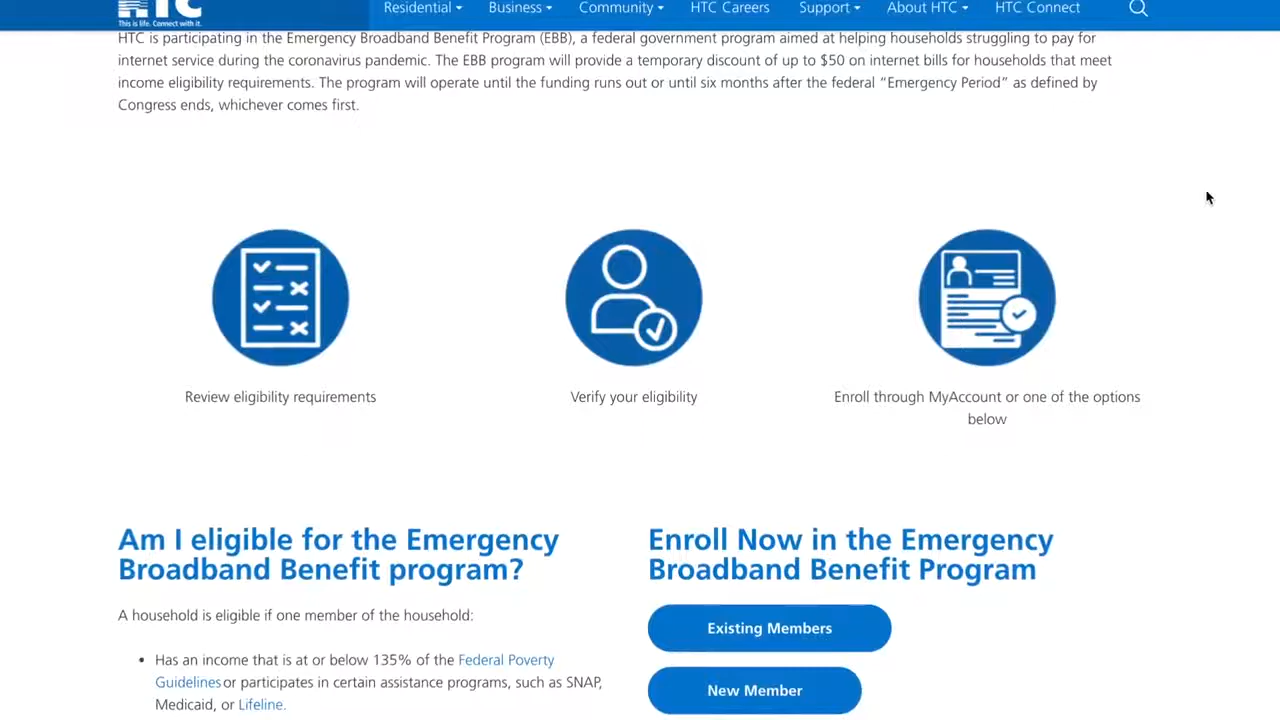 HTC
This is life. Connect with it.
Residential Business Community HTC Careers Support About HTC HTC Connect
HTC is participating in the Emergency Broadband Benefit Program (EBB), a federal government program aimed at helping households struggling to pay for
internet service during the coronavirus pandemic. The EBB program will provide a temporary discount of up to $50 on internet bills for households that meet
income eligibility requirements. The program will operate until the funding runs out or until six months after the federal “Emergency Period” as defined by
Congress ends, whichever comes first.
Review eligibility requirements
Verify your eligibility
Enroll through MyAccount or one of the options
below
Am I eligible for the Emergency
Broadband Benefit program?
A household is eligible if one member of the household:
• Has an income that is at or below 135% of the Federal Poverty
Guidelines or participates in certain assistance programs, such as SNAP,
Medicaid, or Lifeline.
Enroll Now in the Emergency
Broadband Benefit Program
Existing Members
New Member